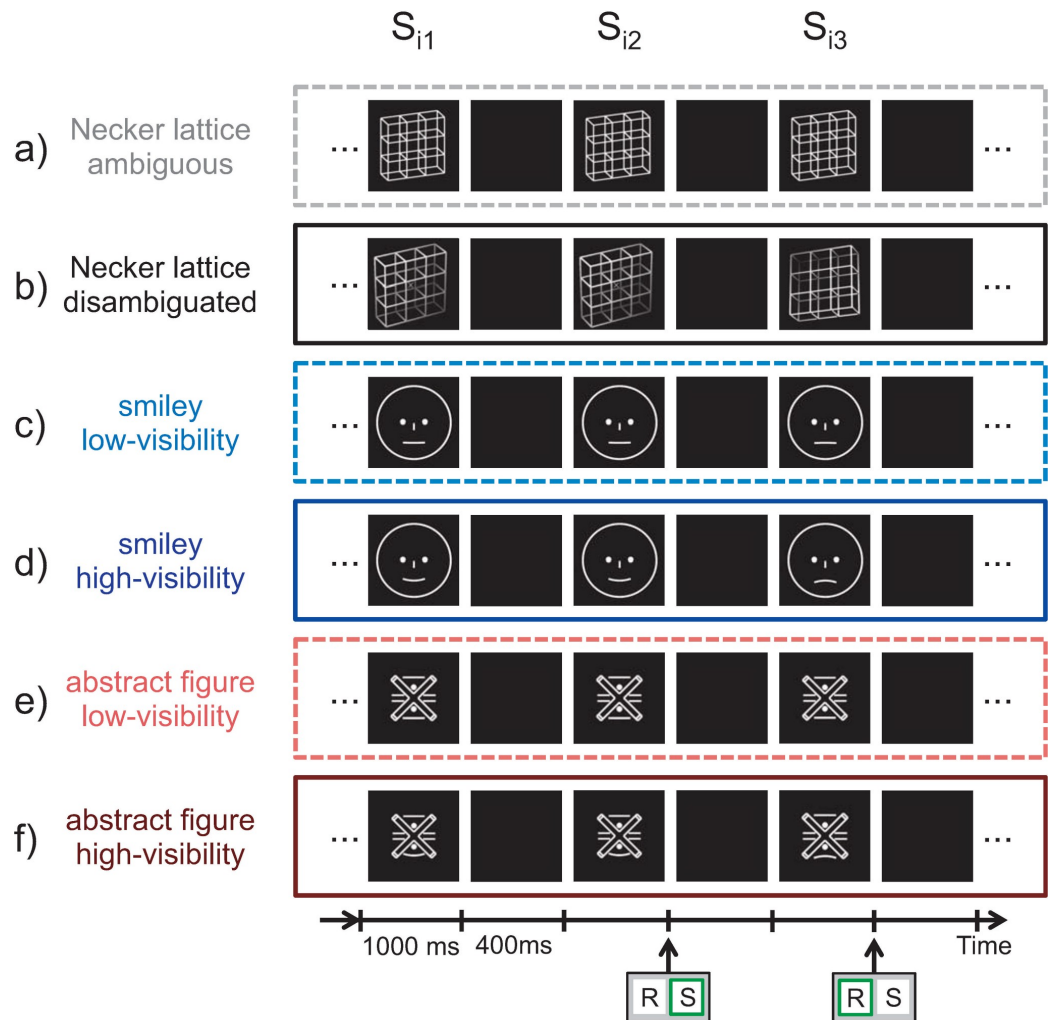 Si1 Si2 Si3
a) Necker lattice
ambiguous
... ...
b) Necker lattice
disambiguated
... ...
c) smiley
low-visibility
... ...
d) smiley
high-visibility
... ...
e) abstract figure
low-visibility
... ...
f) abstract figure
high-visibility
... ...
1000 ms 400ms Time
R S R S